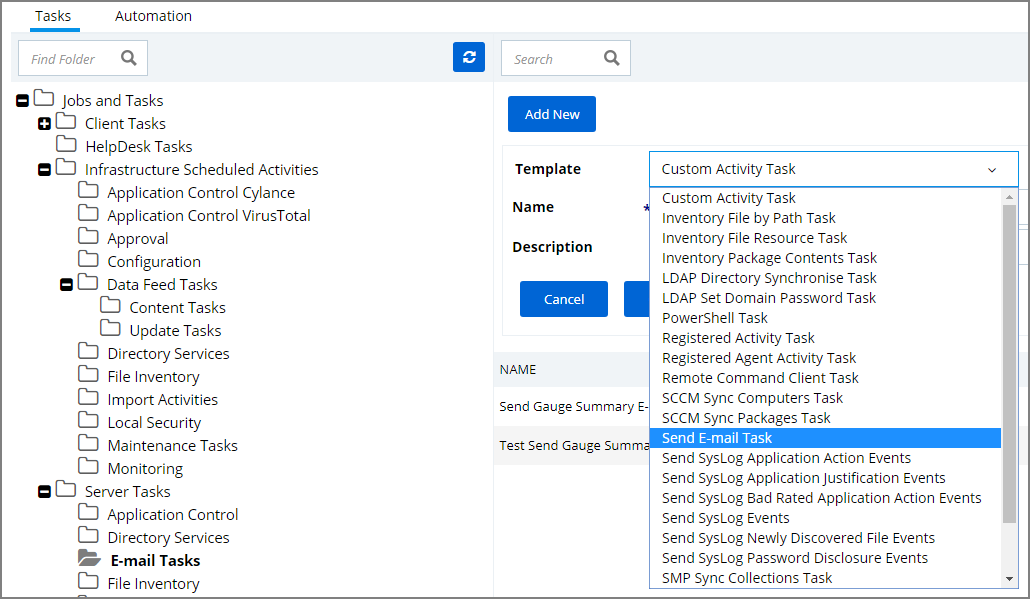 Tasks
Automation
Find Folder
Search
Jobs and Tasks
Client Tasks
HelpDesk Tasks
Infrastructure Scheduled Activities
Application Control Cylance
Application Control VirusTotal
Approval
Configuration
Data Feed Tasks
Content Tasks
Update Tasks
Directory Services
File Inventory
Import Activities
Local Security
Maintenance Tasks
Monitoring
Server Tasks
Application Control
Directory Services
E-mail Tasks
File Inventory
Add New
Template
Custom Activity Task
Name *
Description
Cancel
Custom Activity Task
Inventory File by Path Task
Inventory File Resource Task
Inventory Package Contents Task
LDAP Directory Synchronise Task
LDAP Set Domain Password Task
PowerShell Task
Registered Activity Task
Registered Agent Activity Task
Remote Command Client Task
SCCM Sync Computers Task
SCCM Sync Packages Task
Send E-mail Task
Send SysLog Application Action Events
Send SysLog Application Justification Events
Send SysLog Bad Rated Application Action Events
Send SysLog Events
Send SysLog Newly Discovered File Events
Send SysLog Password Disclosure Events
SMP Sync Collections Task
NAME
Send Gauge Summary E-
Test Send Gauge Summa